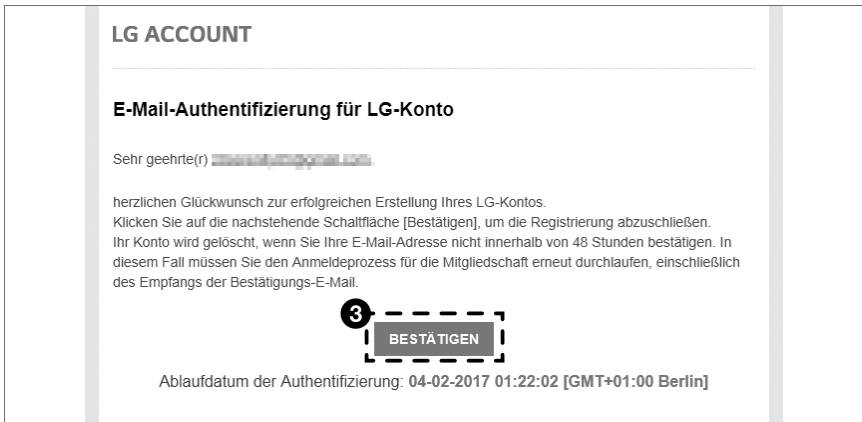 LG ACCOUNT
E-Mail-Authentifizierung für LG-Konto
Sehr geehrte(r)
herzlichen Glückwunsch zur erfolgreichen Erstellung Ihres LG-Kontos.
Klicken Sie auf die nachstehende Schaltfläche [Bestätigen], um die Registrierung abzuschließen.
Ihr Konto wird gelöscht, wenn Sie Ihre E-Mail-Adresse nicht innerhalb von 48 Stunden bestätigen. In
diesem Fall müssen Sie den Anmeldeprozess für die Mitgliedschaft erneut durchlaufen, einschließlich
des Empfangs der Bestätigungs-E-Mail.
3
BESTÄTIGEN
Ablaufdatum der Authentifizierung: 04-02-2017 01:22:02 [GMT+01:00 Berlin]